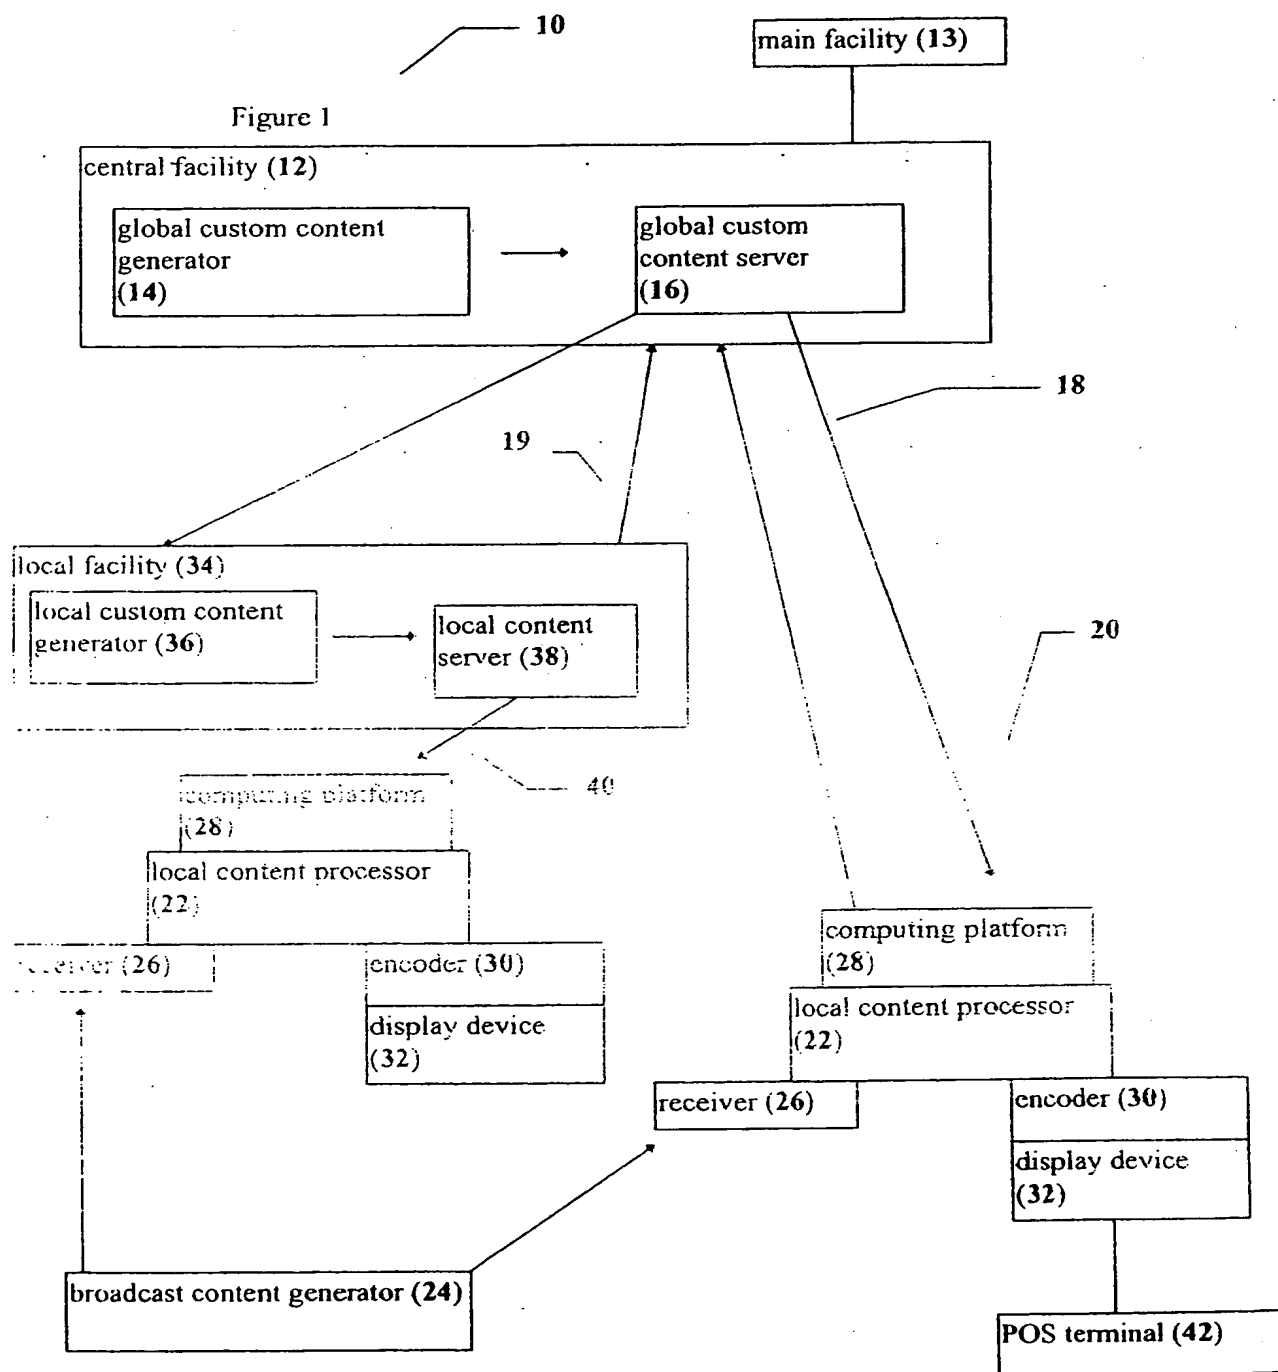 10
main facility (13)
Figure 1
central facility (12)
global custom content
generator
(14)
global custom
content server
(16)
18
19
local facility (34)
local custom content
generator (36)
local content
server (38)
20
40
computing platform
(28)
local content processor
(22)
receiver (26)
encoder (30)
display device
(32)
computing platform
(28)
local content processor
(22)
receiver (26)
encoder (30)
display device
(32)
broadcast content generator (24)
POS terminal (42)